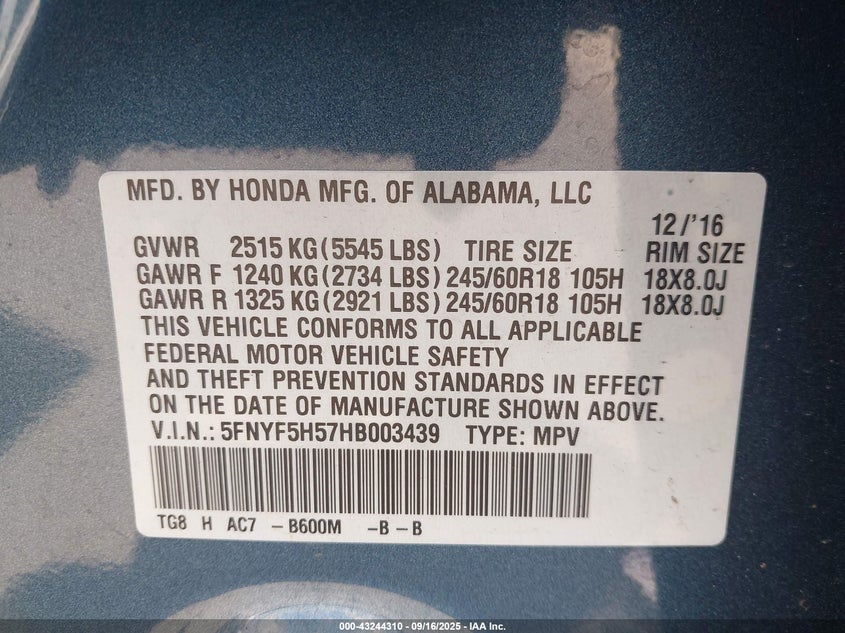 MFD. BY HONDA MFG. OF ALABAMA, LLC
12/'16
GVWR 2515 KG(5545 LBS) TIRE SIZE RIM SIZE
GAWR F 1240 KG(2734 LBS) 245/60R18 105H 18X8.0J
GAWR R 1325 KG(2921 LBS) 245/60R18 105H 18X8.0J
THIS VEHICLE CONFORMS TO ALL APPLICABLE
FEDERAL MOTOR VEHICLE SAFETY
AND THEFT PREVENTION STANDARDS IN EFFECT
ON THE DATE OF MANUFACTURE SHOWN ABOVE.
V.I.N.: 5FNYF5H57HB003439 TYPE: MPV
TG8 H AC7 -B600M -B-B
000-43244310 - 09/16/2025 - IAA Inc.